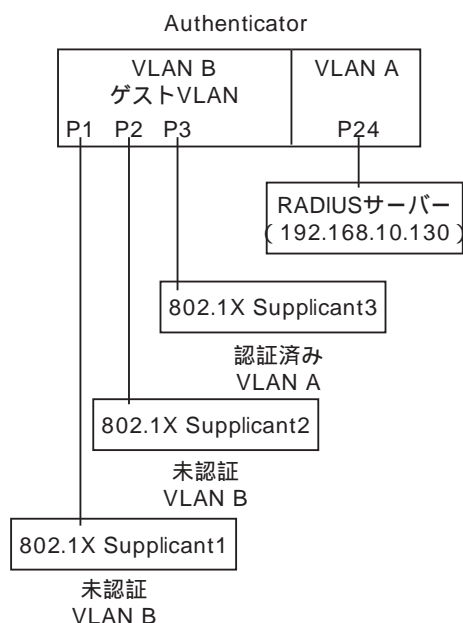 Authenticator
VLAN B
ゲストVLAN
VLAN A
P1 P2 P3
P24
RADIUSサーバー
( 192.168.10.130 )
802.1X Supplicant3
認証済み
VLAN A
802.1X Supplicant2
未認証
VLAN B
802.1X Supplicant1
未認証
VLAN B